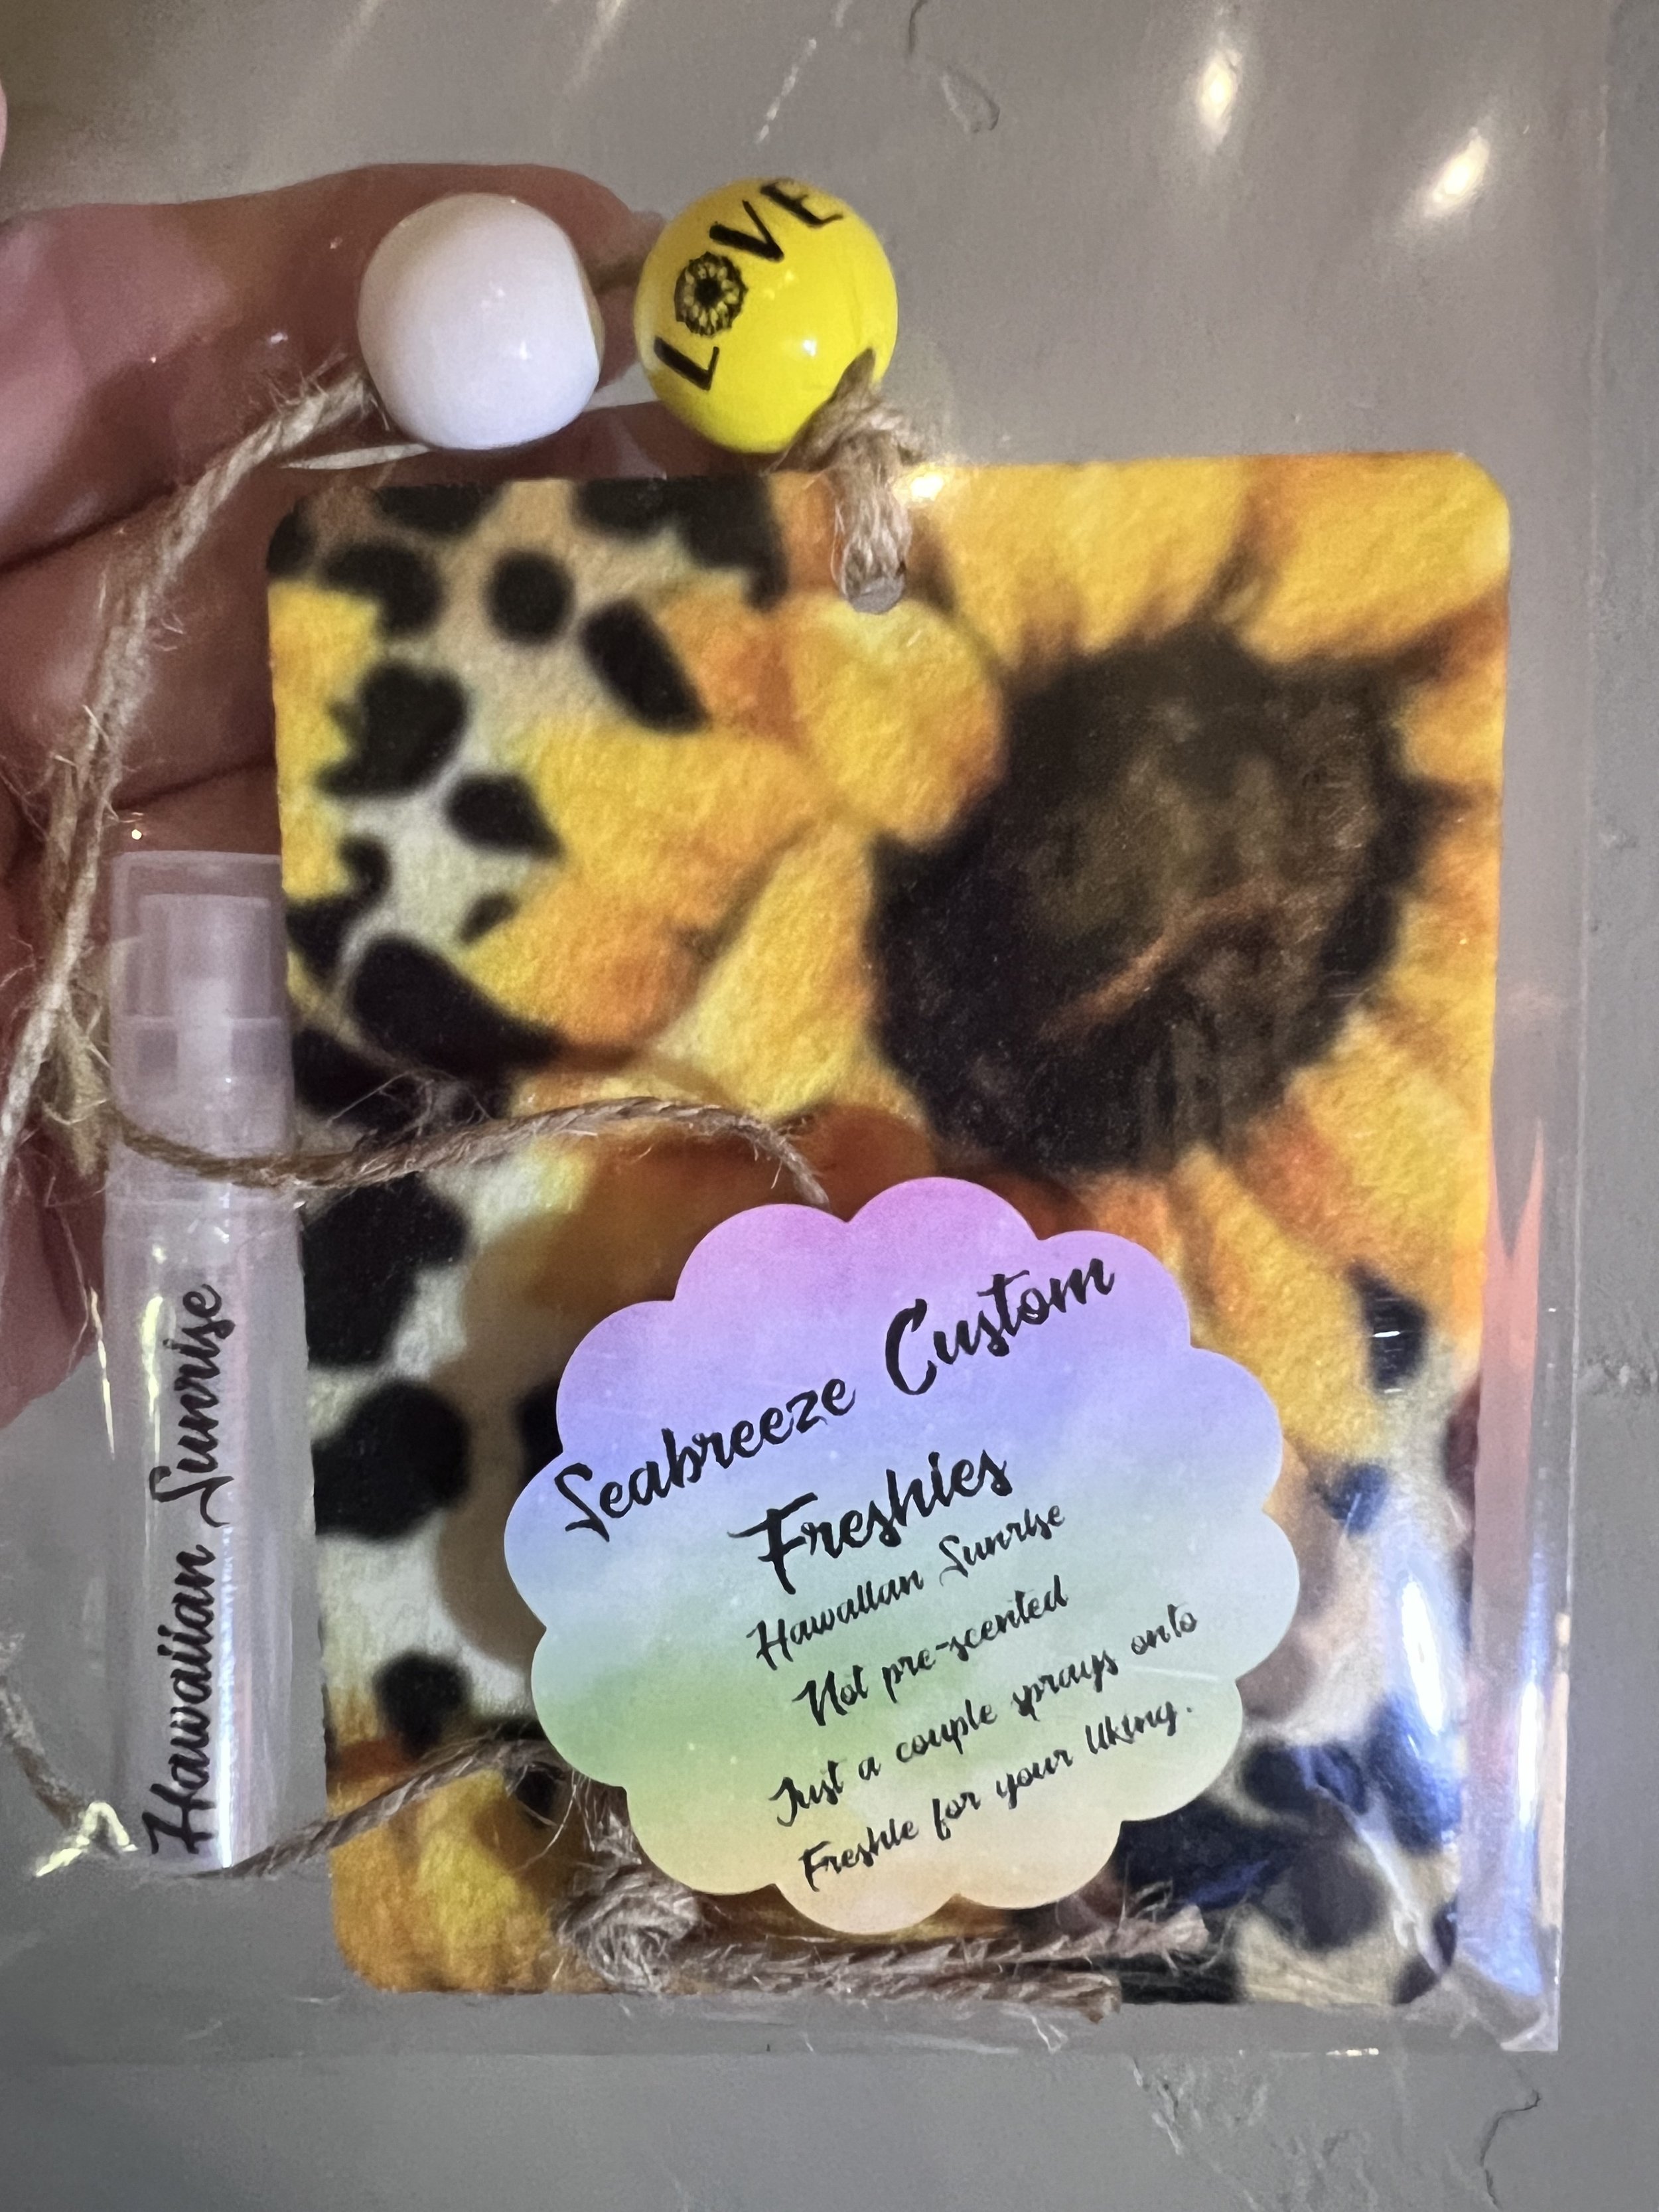 LOVE
Seabreeze Custom
Freshies
Hawaiian Sunrise
Not pre-scented
Just a couple sprays onto
Freshie for your liking.
Hawaiian Sunrise